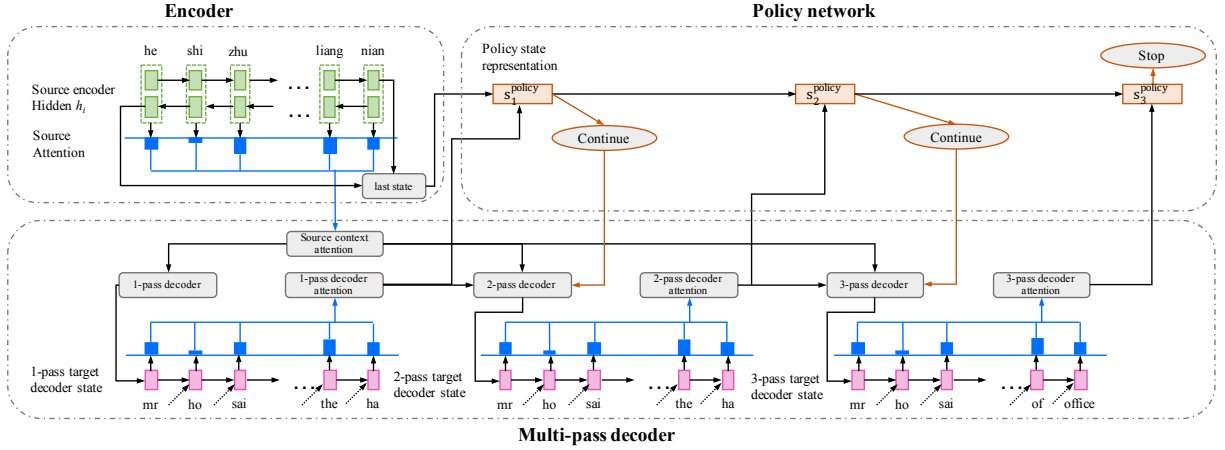 Encoder
Policy network
he shi zhu liang nian
Source encoder
Hidden h_i
...
...
Source
Attention
last state
Policy state
representation
s_1^policy
s_2^policy
s_3^policy
Stop
Continue
Continue
Source context
attention
1-pass decoder
1-pass decoder
attention
2-pass decoder
2-pass decoder
attention
3-pass decoder
3-pass decoder
attention
1-pass target
decoder state
...
mr ho sai the ha
2-pass target
decoder state
...
mr ho sai the ha
3-pass target
decoder state
...
mr ho sai of office
Multi-pass decoder